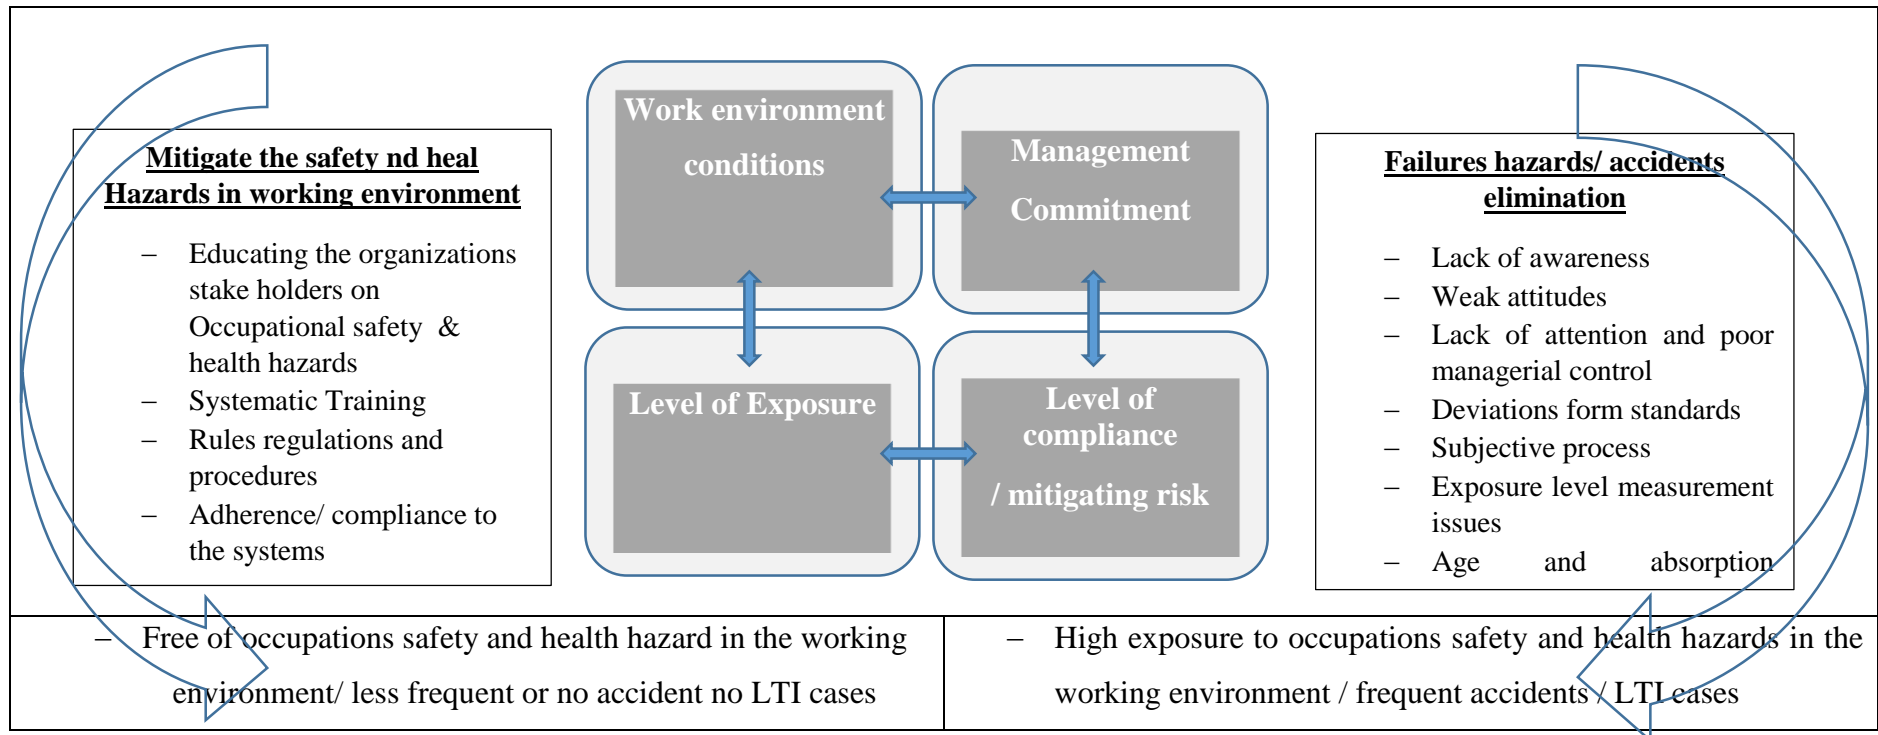 Mitigate the safety nd heal
Hazards in working environment
– Educating the organizations
stake holders on
Occupational safety &
health hazards
– Systematic Training
– Rules regulations and
procedures
– Adherence/ compliance to
the systems
Work environment
conditions
Management
Commitment
Level of Exposure
Level of
compliance
/ mitigating risk
Failures hazards/ accidents
elimination
– Lack of awareness
– Weak attitudes
– Lack of attention and poor
managerial control
– Deviations form standards
– Subjective process
– Exposure level measurement
issues
– Age and absorption
– Free of occupations safety and health hazard in the working
environment/ less frequent or no accident no LTI cases
– High exposure to occupations safety and health hazards in the
working environment / frequent accidents / LTI cases